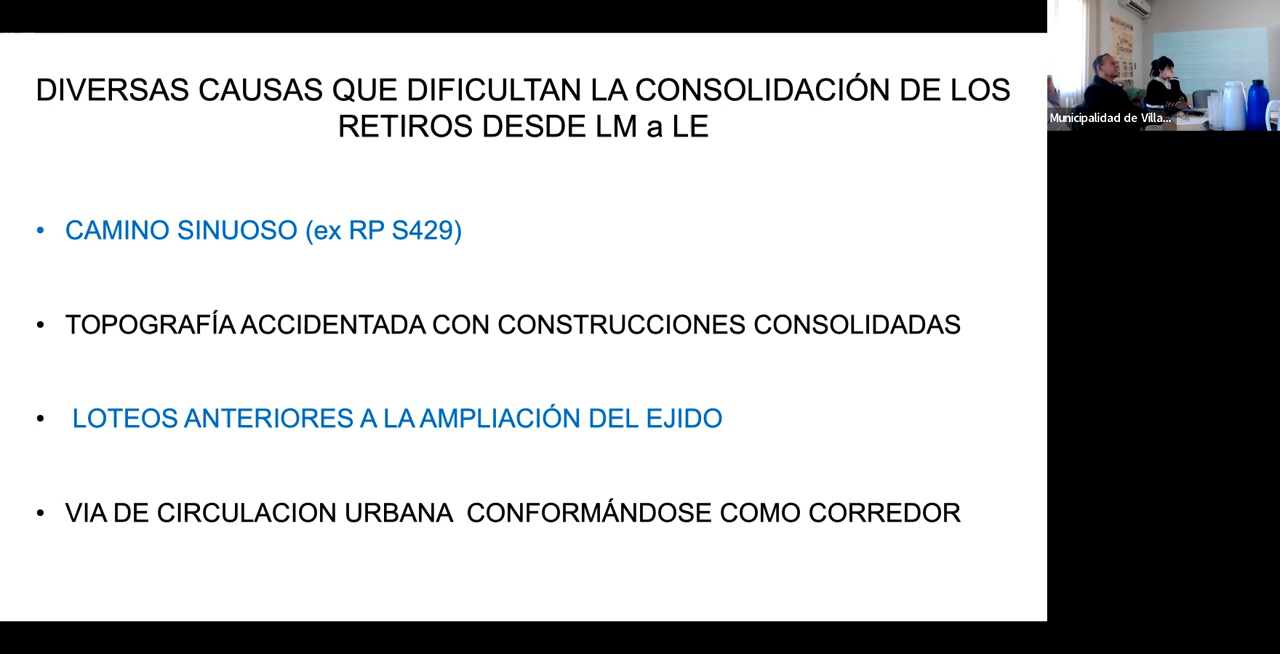 DIVERSAS CAUSAS QUE DIFICULTAN LA CONSOLIDACIÓN DE LOS
RETIROS DESDE LM a LE
Municipalidad de Villa...
• CAMINO SINUOSO (ex RP S429)
• TOPOGRAFÍA ACCIDENTADA CON CONSTRUCCIONES CONSOLIDADAS
• LOTEOS ANTERIORES A LA AMPLIACIÓN DEL EJIDO
• VIA DE CIRCULACION URBANA CONFORMÁNDOSE COMO CORREDOR